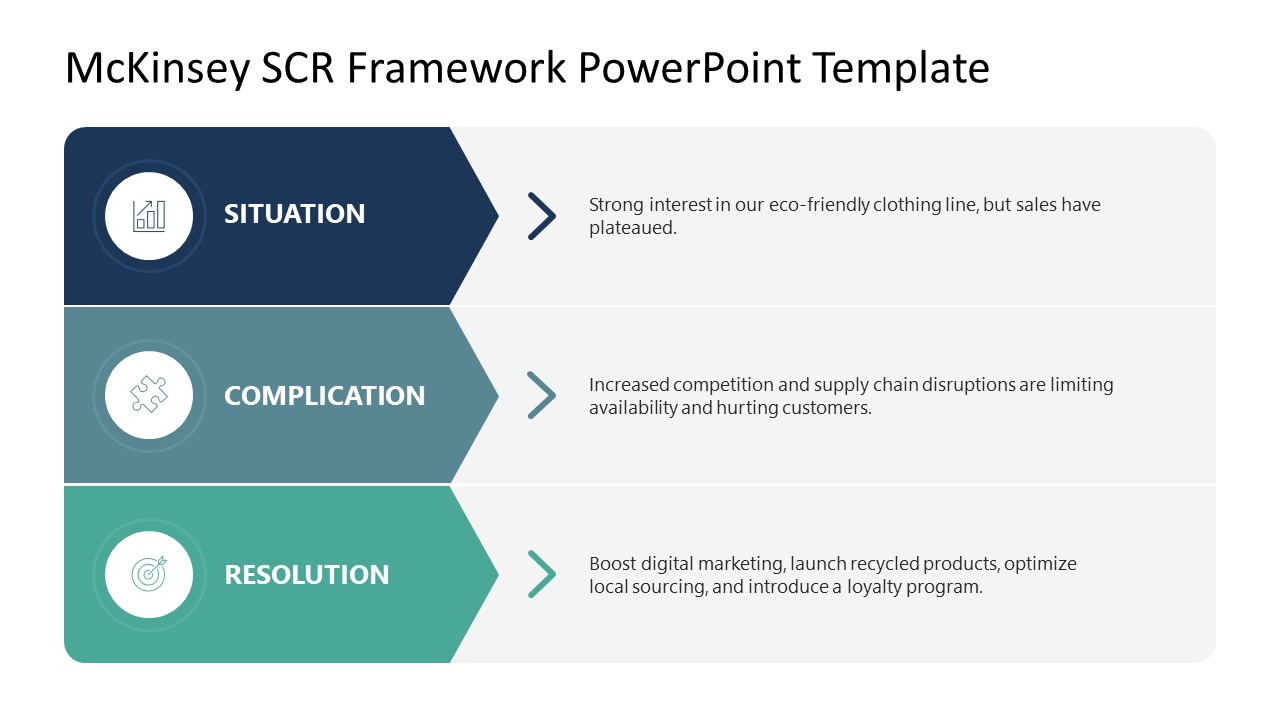 McKinsey SCR Framework PowerPoint Template
SITUATION
Strong interest in our eco-friendly clothing line, but sales have
plateaued.
COMPLICATION
Increased competition and supply chain disruptions are limiting
availability and hurting customers.
RESOLUTION
Boost digital marketing, launch recycled products, optimize
local sourcing, and introduce a loyalty program.